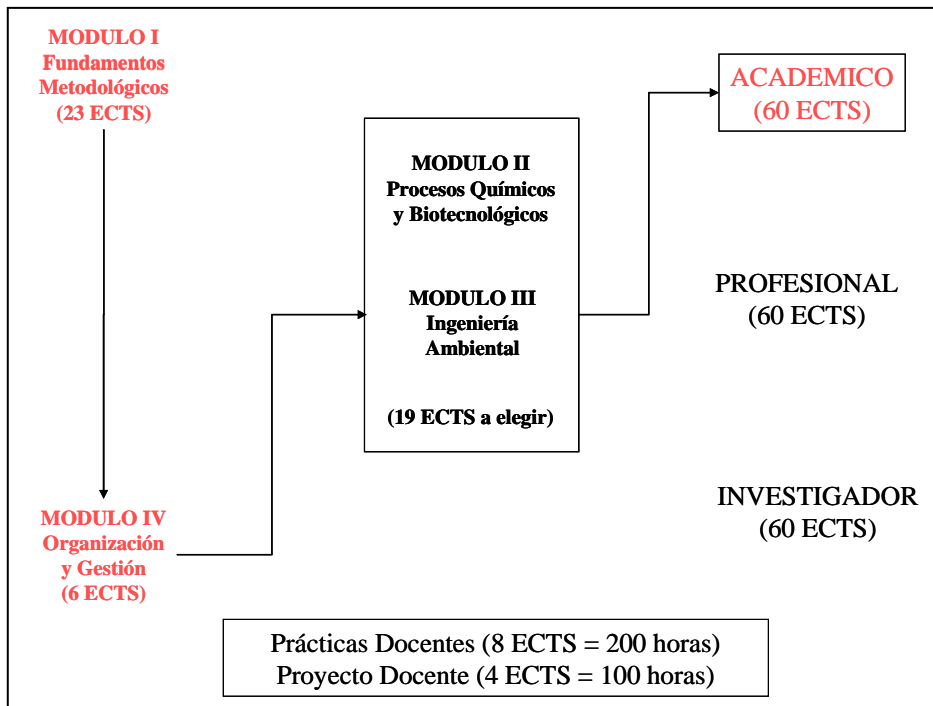 MODULO I
Fundamentos
Metodológicos
(23 ECTS)
MODULO IV
Organización
y Gestión
(6 ECTS)
MODULO II
Procesos Químicos
y Biotecnológicos
MODULO III
Ingeniería
Ambiental
(19 ECTS a elegir)
ACADEMICO
(60 ECTS)
PROFESIONAL
(60 ECTS)
INVESTIGADOR
(60 ECTS)
Prácticas Docentes (8 ECTS = 200 horas)
Proyecto Docente (4 ECTS = 100 horas)